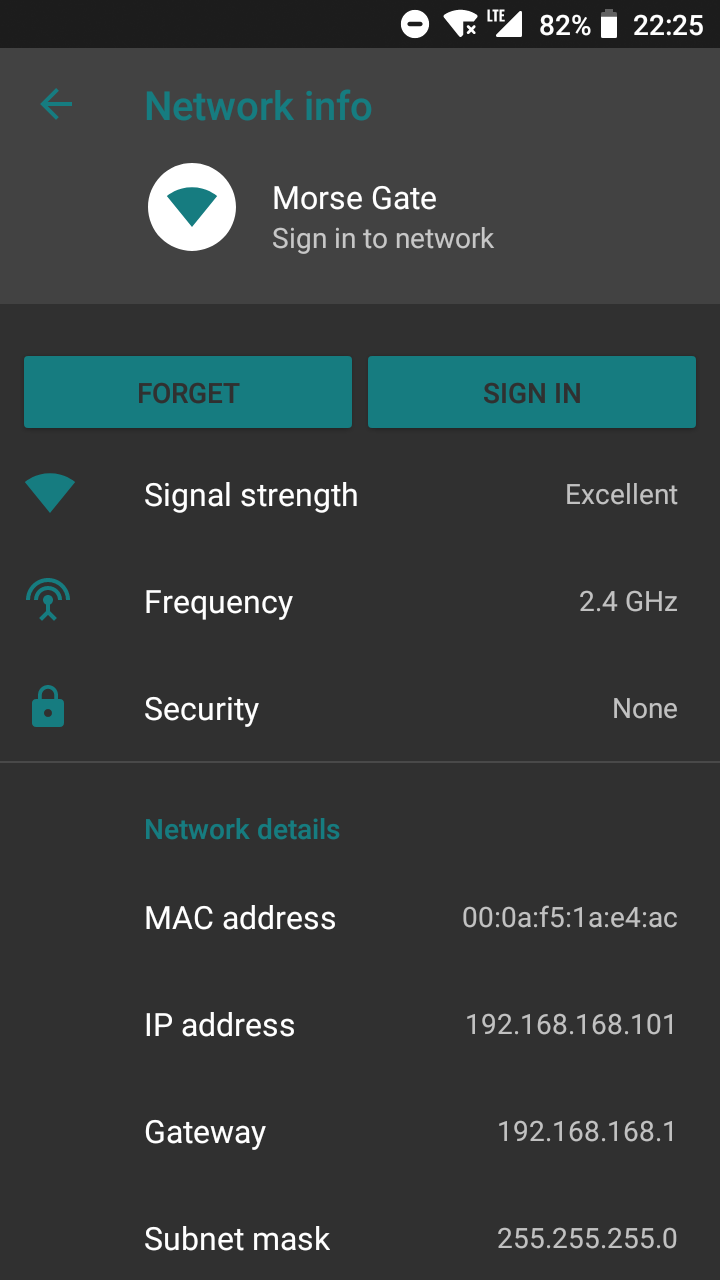 LTE 82% 22:25
Network info
Morse Gate
Sign in to network
FORGET SIGN IN
Signal strength Excellent
Frequency 2.4 GHz
Security None
Network details
MAC address 00:0a:f5:1a:e4:ac
IP address 192.168.168.101
Gateway 192.168.168.1
Subnet mask 255.255.255.0